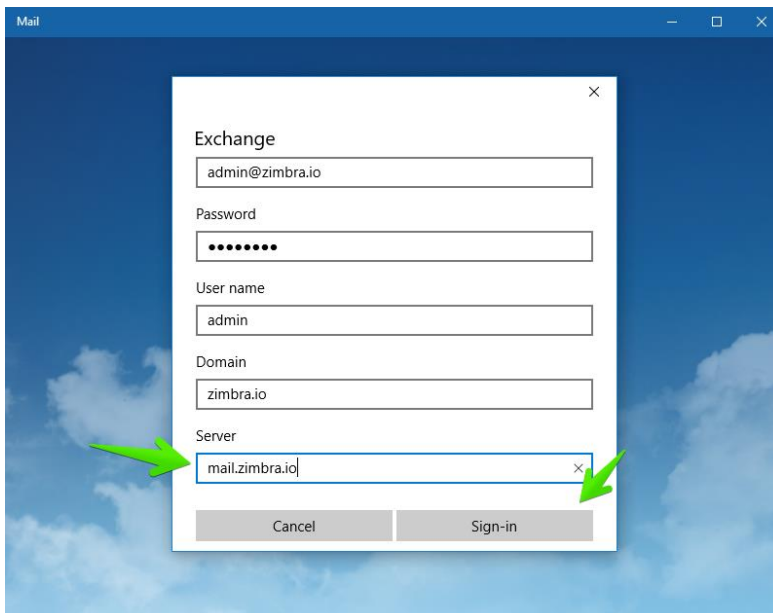 Mail
Exchange
admin@zimbra.io
Password
●●●●●●●●
User name
admin
Domain
zimbra.io
Server
mail.zimbra.io
Cancel Sign-in